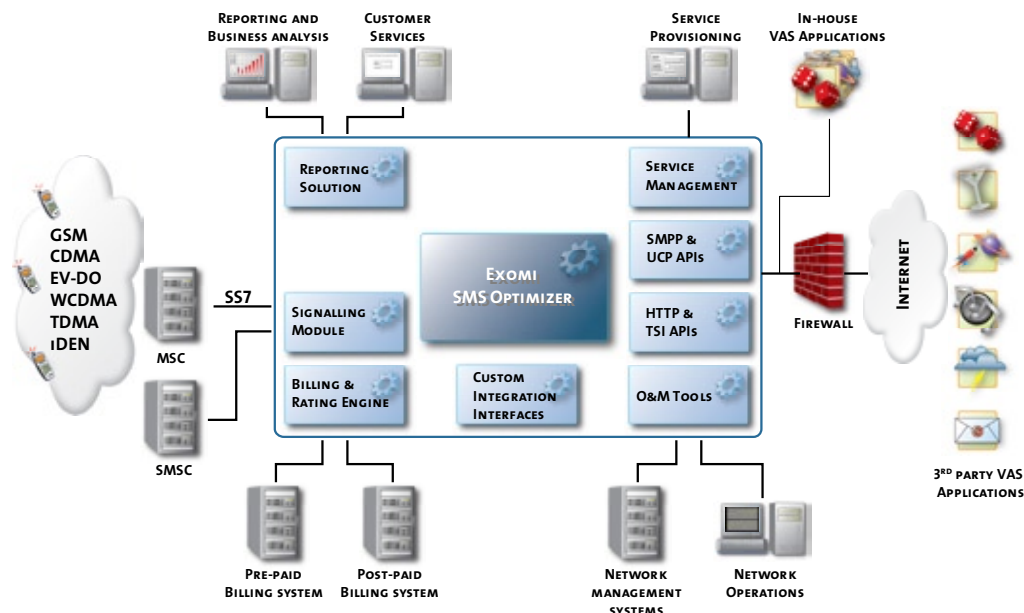 Reporting and
Business analysis
Customer
Services
Service
Provisioning
In-house
VAS Applications
Reporting
Solution
Service
Management
SMPP &
UCP APIs
Exomi
SMS Optimizer
GSM
CDMA
EV-DO
WCDMA
TDMA
iDEN
SS7
MSC
SMSC
Signalling
Module
HTTP &
TSI APIs
Firewall
Internet
Billing &
Rating Engine
Custom
Integration
Interfaces
O&M Tools
3RD party VAS
Applications
Pre-paid
Billing system
Post-paid
Billing system
Network
management
systems
Network
Operations